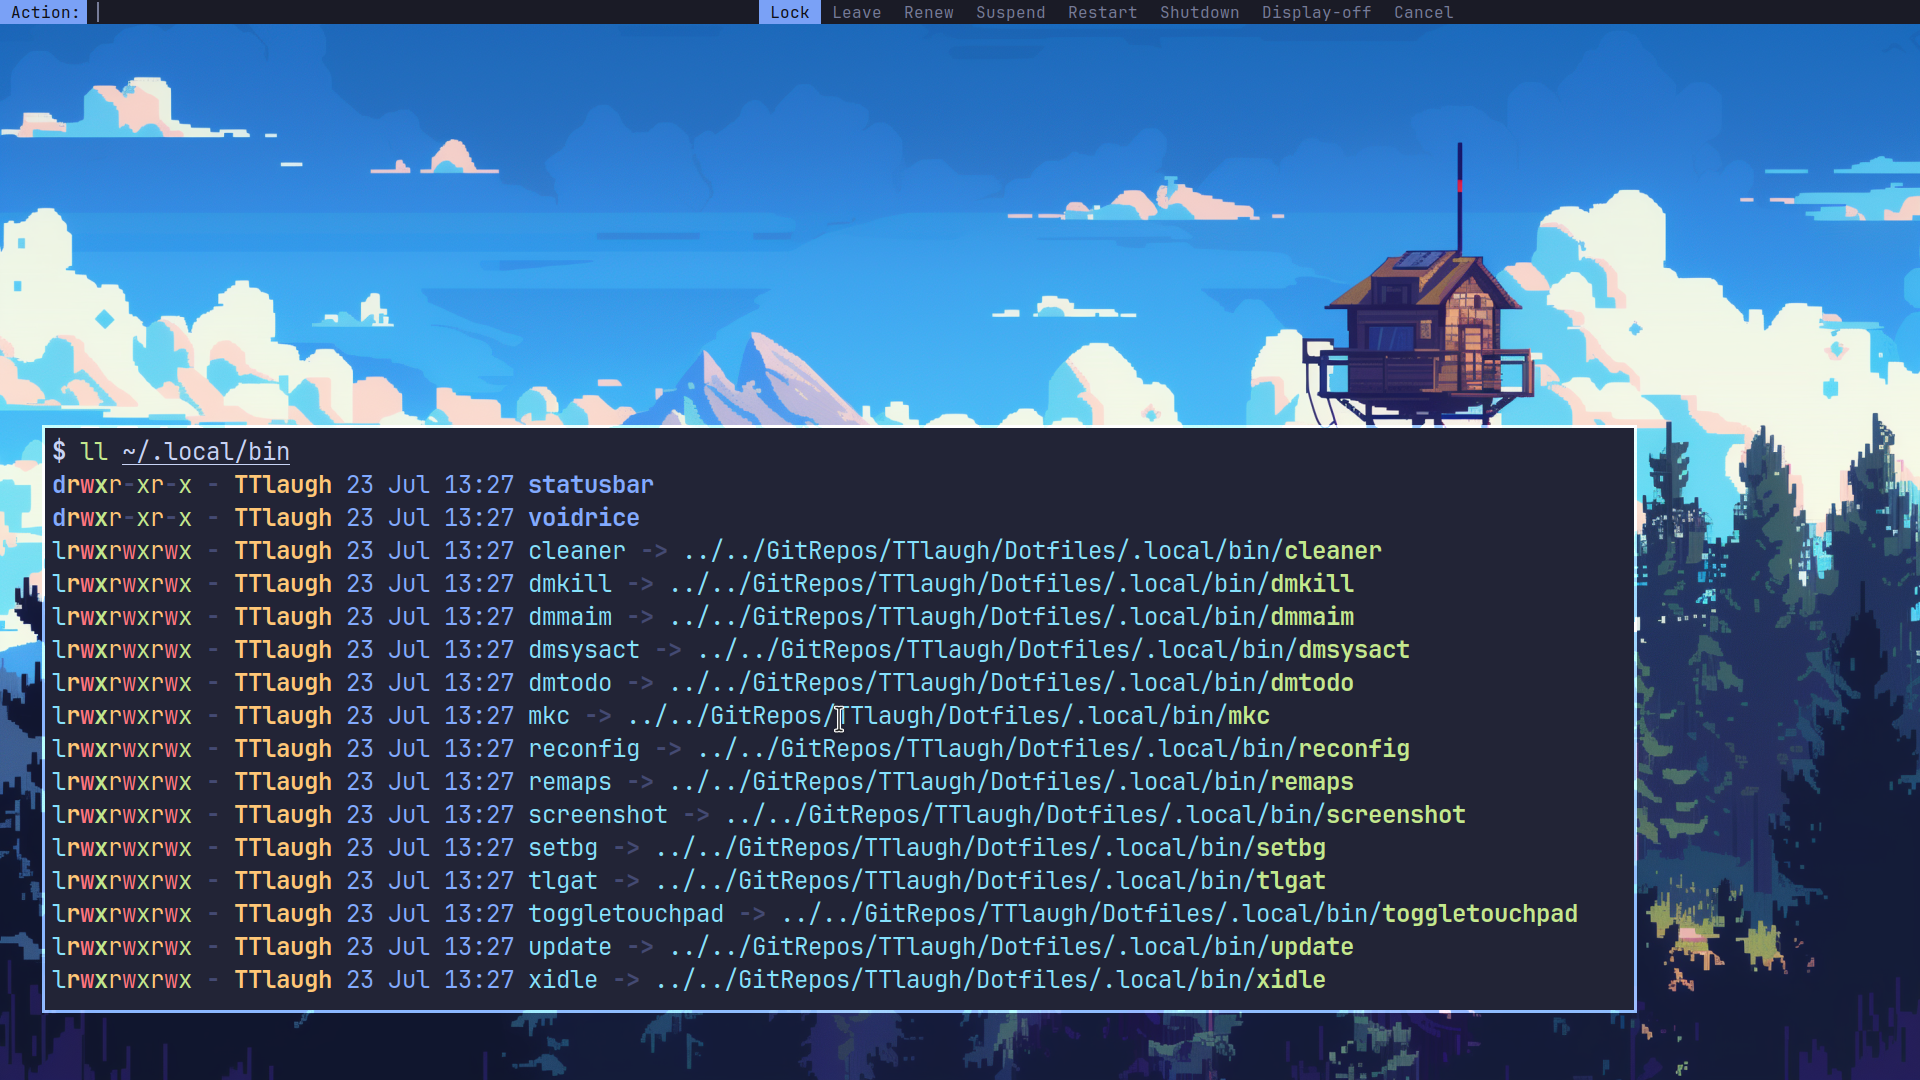 Action: Lock Leave Renew Suspend Restart Shutdown Display-off Cancel
$ ll ~/.local/bin
drwxr-xr-x - TTlaugh 23 Jul 13:27 statusbar
drwxr-xr-x - TTlaugh 23 Jul 13:27 voidrice
lrwxrwxrwx - TTlaugh 23 Jul 13:27 cleaner -> ../../GitRepos/TTlaugh/Dotfiles/.local/bin/cleaner
lrwxrwxrwx - TTlaugh 23 Jul 13:27 dmkill -> ../../GitRepos/TTlaugh/Dotfiles/.local/bin/dmkill
lrwxrwxrwx - TTlaugh 23 Jul 13:27 dmmaim -> ../../GitRepos/TTlaugh/Dotfiles/.local/bin/dmmaim
lrwxrwxrwx - TTlaugh 23 Jul 13:27 dmsysact -> ../../GitRepos/TTlaugh/Dotfiles/.local/bin/dmsysact
lrwxrwxrwx - TTlaugh 23 Jul 13:27 dmtodo -> ../../GitRepos/TTlaugh/Dotfiles/.local/bin/dmtodo
lrwxrwxrwx - TTlaugh 23 Jul 13:27 mkc -> ../../GitRepos/TTlaugh/Dotfiles/.local/bin/mkc
lrwxrwxrwx - TTlaugh 23 Jul 13:27 reconfig -> ../../GitRepos/TTlaugh/Dotfiles/.local/bin/reconfig
lrwxrwxrwx - TTlaugh 23 Jul 13:27 remaps -> ../../GitRepos/TTlaugh/Dotfiles/.local/bin/remaps
lrwxrwxrwx - TTlaugh 23 Jul 13:27 screenshot -> ../../GitRepos/TTlaugh/Dotfiles/.local/bin/screenshot
lrwxrwxrwx - TTlaugh 23 Jul 13:27 setbg -> ../../GitRepos/TTlaugh/Dotfiles/.local/bin/setbg
lrwxrwxrwx - TTlaugh 23 Jul 13:27 tlgat -> ../../GitRepos/TTlaugh/Dotfiles/.local/bin/tlgat
lrwxrwxrwx - TTlaugh 23 Jul 13:27 toggletouchpad -> ../../GitRepos/TTlaugh/Dotfiles/.local/bin/toggletouchpad
lrwxrwxrwx - TTlaugh 23 Jul 13:27 update -> ../../GitRepos/TTlaugh/Dotfiles/.local/bin/update
lrwxrwxrwx - TTlaugh 23 Jul 13:27 xidle -> ../../GitRepos/TTlaugh/Dotfiles/.local/bin/xidle